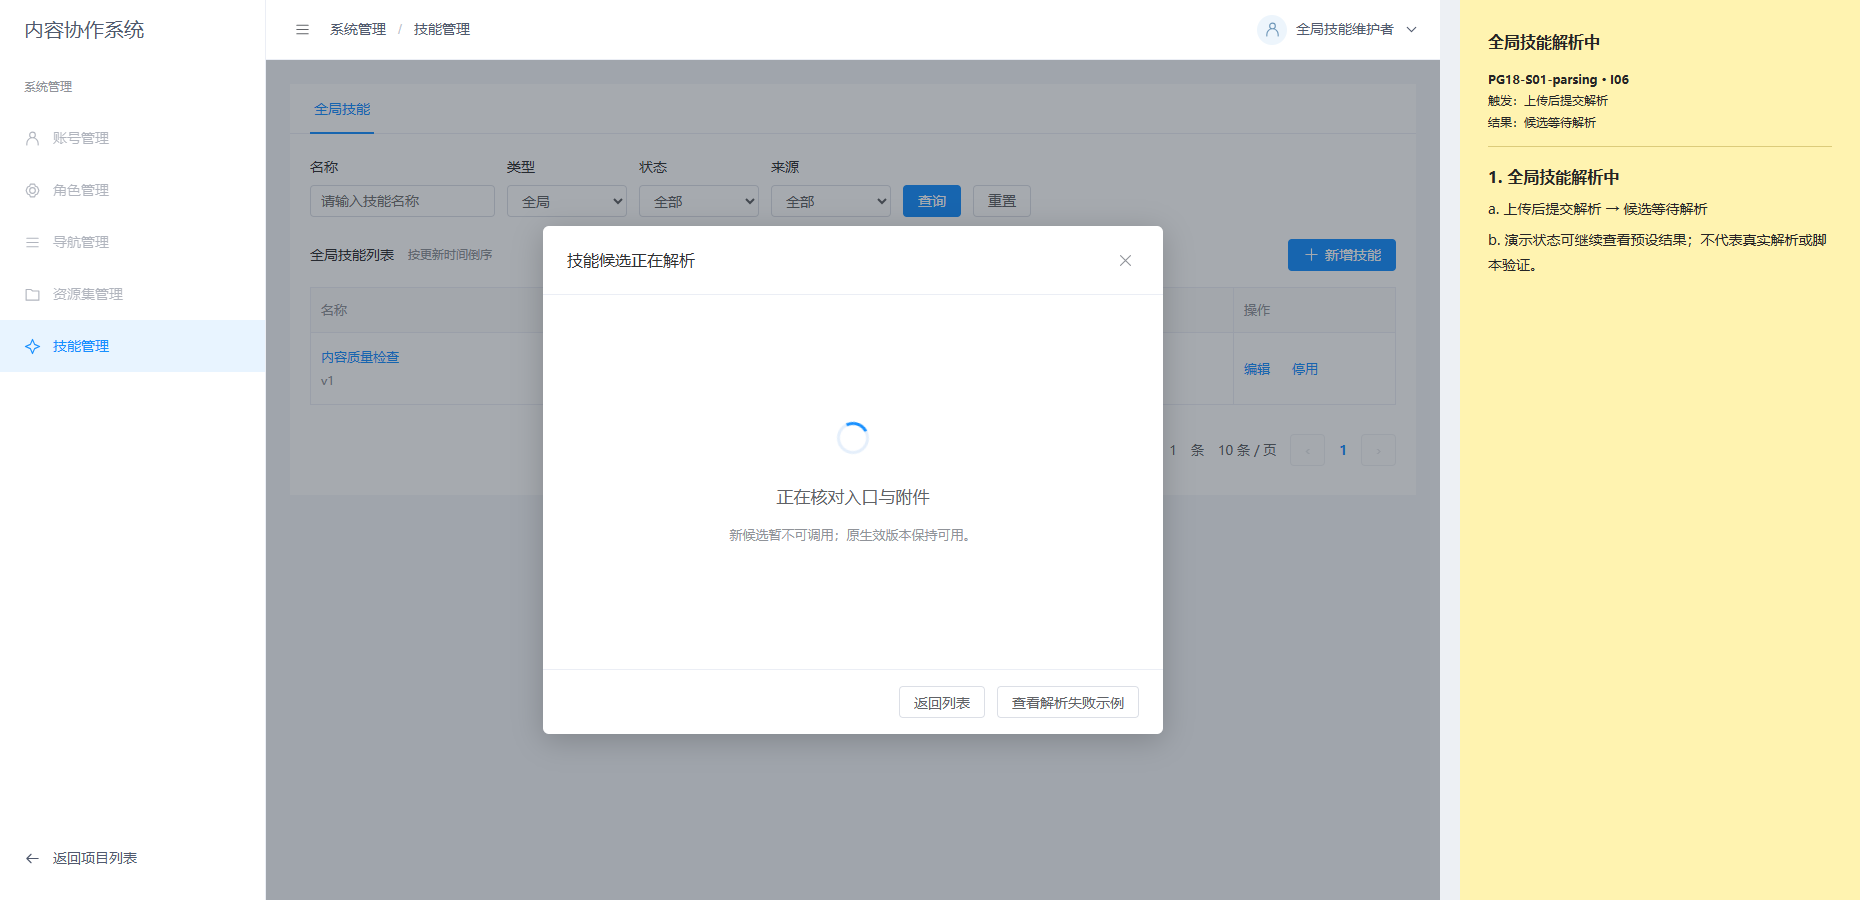 内容协作系统
系统管理
账号管理
角色管理
导航管理
资源集管理
技能管理
返回项目列表
系统管理 / 技能管理
全局技能维护者
全局技能
名称
类型
状态
来源
请输入技能名称
全局
全部
全部
查询
重置
全局技能列表 按更新时间倒序
新增技能
名称
操作
内容质量检查
v1
编辑 停用
1 条 10 条 / 页 ‹ 1 ›
技能候选正在解析
正在核对入口与附件
新候选暂不可调用；原生效版本保持可用。
返回列表
查看解析失败示例
全局技能解析中
PG18-S01-parsing · I06
触发：上传后提交解析
结果：候选等待解析
1. 全局技能解析中
a. 上传后提交解析 → 候选等待解析
b. 演示状态可继续查看预设结果；不代表真实解析或脚
本验证。